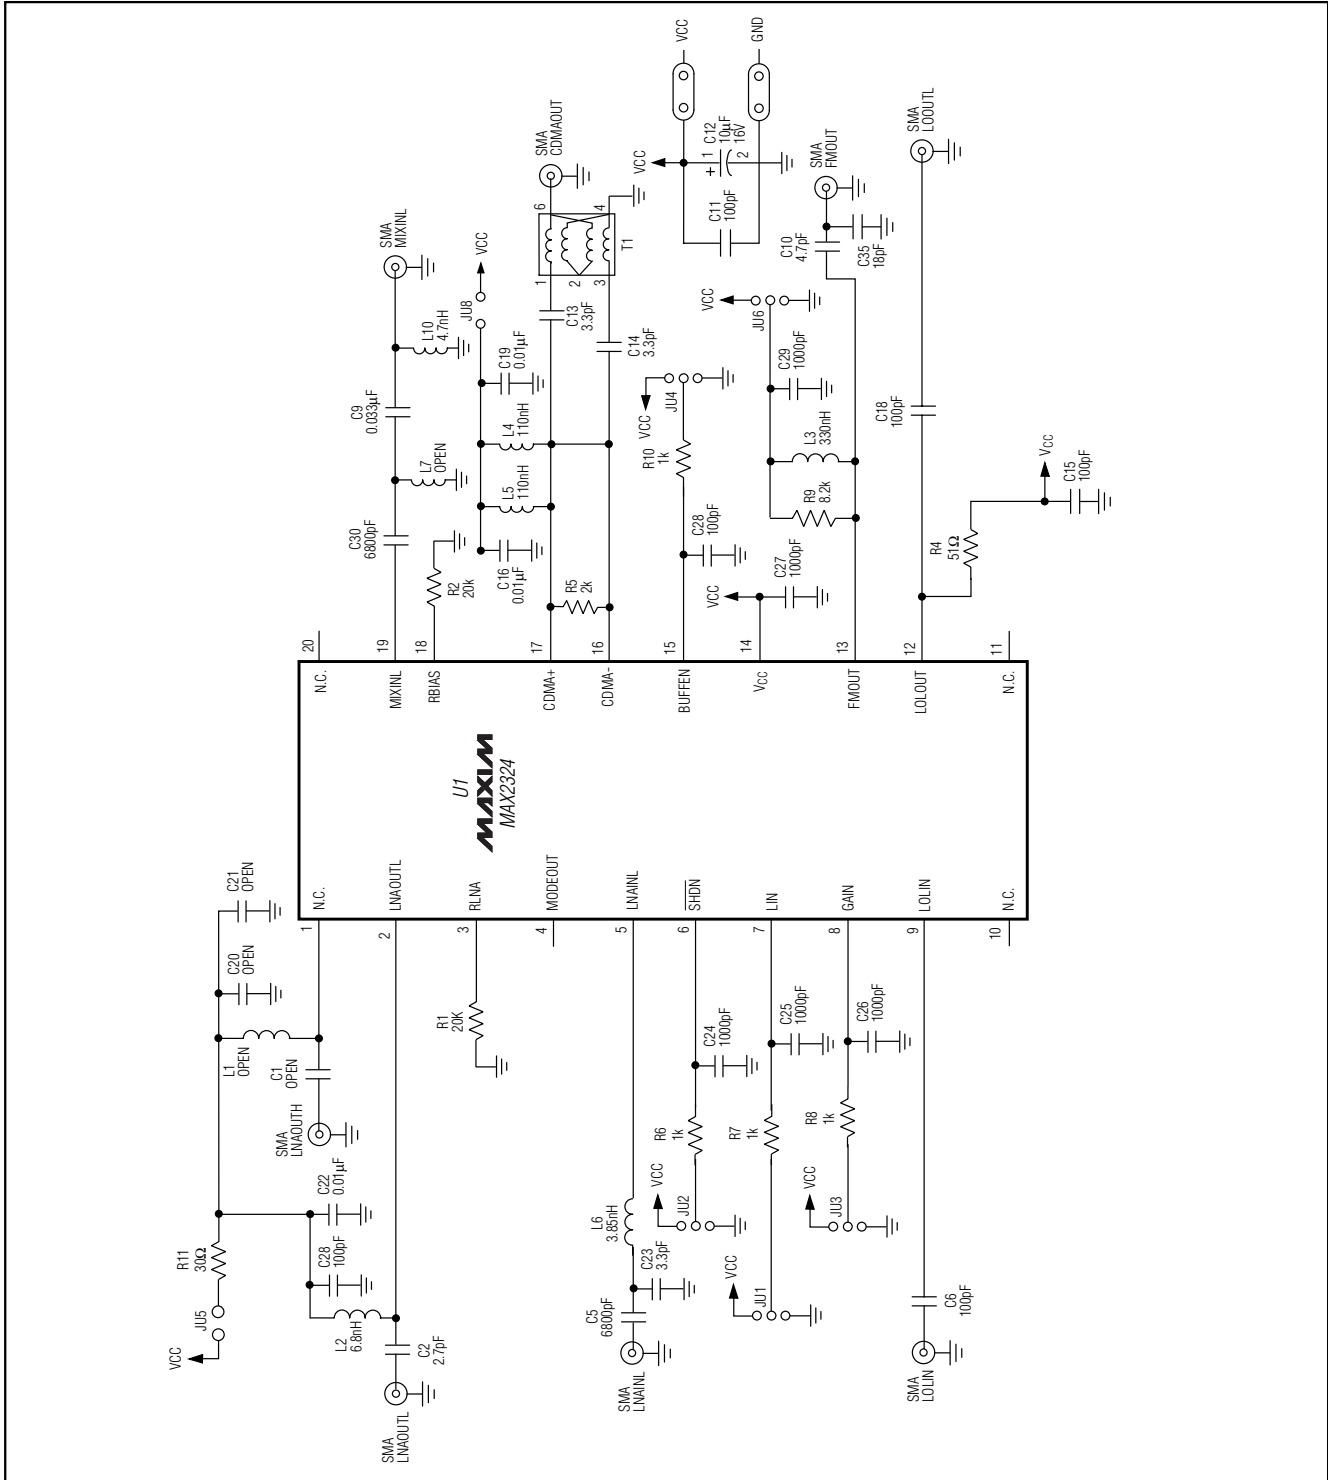 VCC
JU5
R11
30Ω
L2
6.8nH
C28
100pF
C22
0.01µF
C2
2.7pF
SMA
LNAOUTL
SMA
LNAOUTH
C1
OPEN
L1
OPEN
C20
OPEN
C21
OPEN
R1
20K
SMA
LNAINL
C5
6800pF
C23
3.3pF
L6
3.85nH
VCC
JU2
R6
1k
C24
1000pF
VCC
JU1
R7
1k
C25
1000pF
VCC
JU3
R8
1k
C26
1000pF
SMA
LOLIN
C6
100pF
1
2
3
4
5
6
7
8
9
10
N.C.
LNAOUTL
RLNA
MODEOUT
LNAINL
SHDN
LIN
GAIN
LOLIN
N.C.
U1
MAXIM
MAX2324
N.C.
MIXINL
RBIAS
CDMA+
CDMA-
BUFFEN
VCC
FMOUT
LOLOUT
N.C.
20
19
18
17
16
15
14
13
12
11
C30
6800pF
L7
OPEN
C9
0.033µF
L10
4.7nH
SMA
MIXINL
R2
20k
C16
0.01µF
L5
110nH
L4
110nH
C19
0.01µF
JU8
VCC
R5
2k
C13
3.3pF
C14
3.3pF
1
2
3
6
4
T1
SMA
CDMAOUT
C28
100pF
R10
1k
VCC
JU4
VCC
C27
1000pF
R9
8.2k
L3
330nH
C29
1000pF
VCC
JU6
C10
4.7pF
C35
18pF
SMA
FMOUT
VCC
C11
100pF
+
1
2
C12
10µF
16V
VCC
GND
C18
100pF
SMA
LOOUTL
R4
51Ω
VCC
C15
100pF